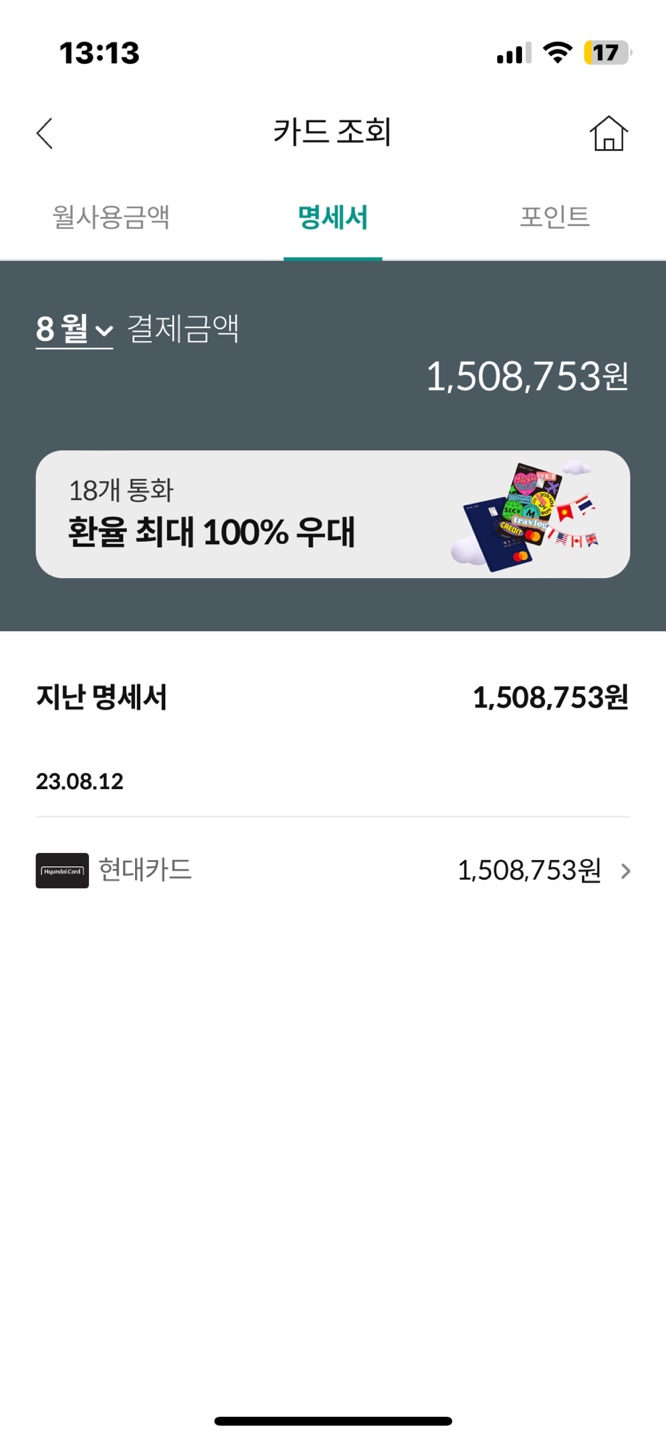 13:13
17
카드 조회
월사용금액 명세서 포인트
8월 결제금액
1,508,753원
18개 통화
환율 최대 100% 우대
travlog
CREDIT
지난 명세서 1,508,753원
23.08.12
Hyundai Card 현대카드 1,508,753원